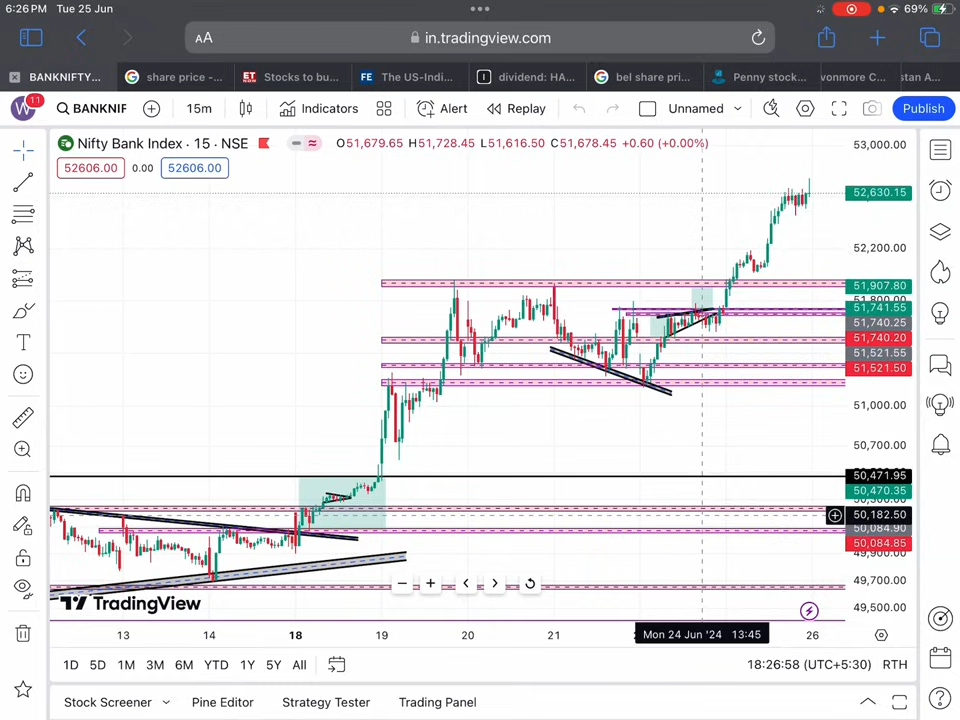 6:26 PM Tue 25 Jun
69%
AA
in.tradingview.com
BANKNIFTY...
share price -...
Stocks to bu...
The US-Indi...
dividend: HA...
bel share pri...
Penny stock...
vonmore C...
stan A...
W 11
BANKNIF
15m
Indicators
Alert
Replay
Unnamed
Publish
Nifty Bank Index · 15 · NSE
O51,679.65 H51,728.45 L51,616.50 C51,678.45 +0.60 (+0.00%)
52606.00 0.00 52606.00
53,000.00
52,630.15
52,200.00
51,907.80
51,800.00
51,741.55
51,740.25
51,740.20
51,521.55
51,521.50
51,000.00
50,700.00
50,471.95
50,470.35
50,182.50
50,084.90
50,084.85
49,900.00
49,700.00
49,500.00
TradingView
13 14 18 19 20 21 Mon 24 Jun '24 13:45 26
1D 5D 1M 3M 6M YTD 1Y 5Y All
18:26:58 (UTC+5:30) RTH
Stock Screener Pine Editor Strategy Tester Trading Panel